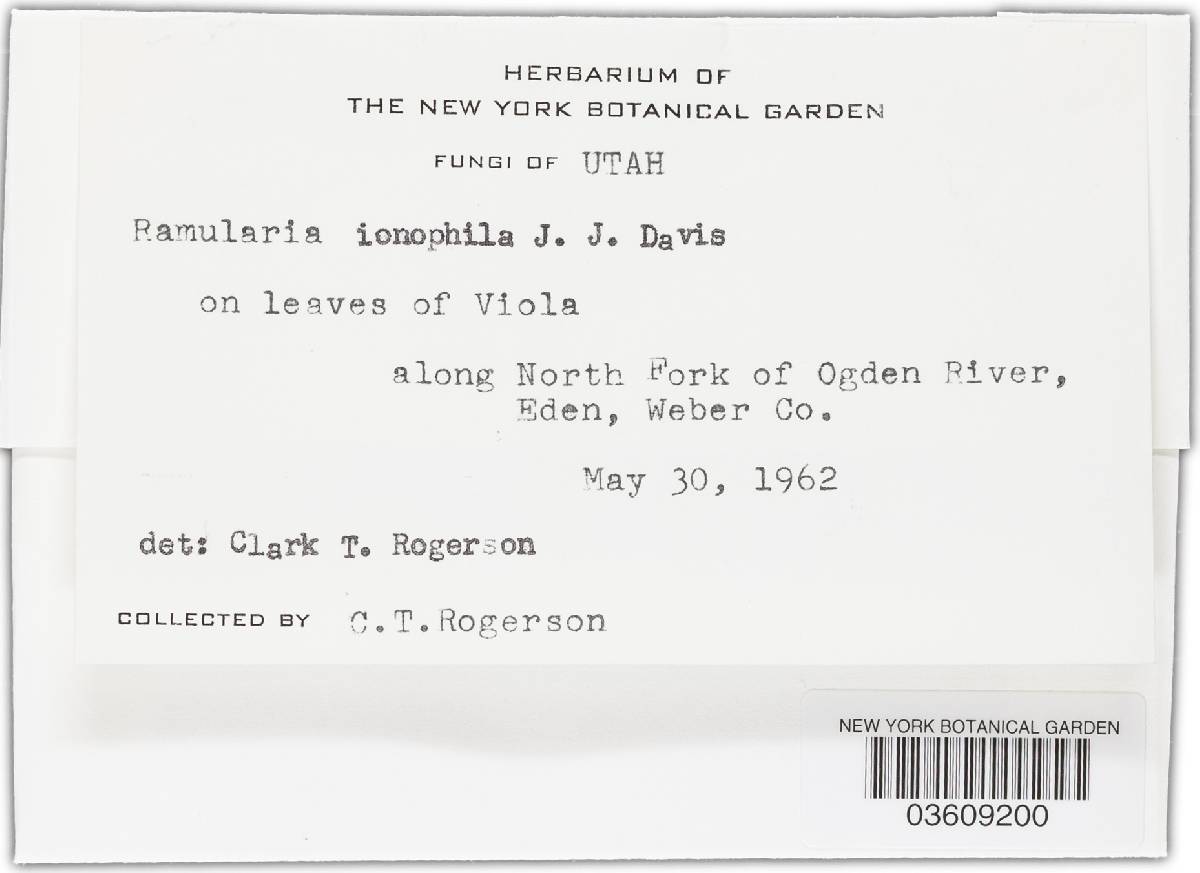 HERBARIUM OF
THE NEW YORK BOTANICAL GARDEN
FUNGI OF UTAH
Ramularia ionophila J. J. Davis
on leaves of Viola
along North Fork of Ogden River,
Eden, Weber Co.
May 30, 1962
det: Clark T. Rogerson
COLLECTED BY C.T.Rogerson
NEW YORK BOTANICAL GARDEN
03609200